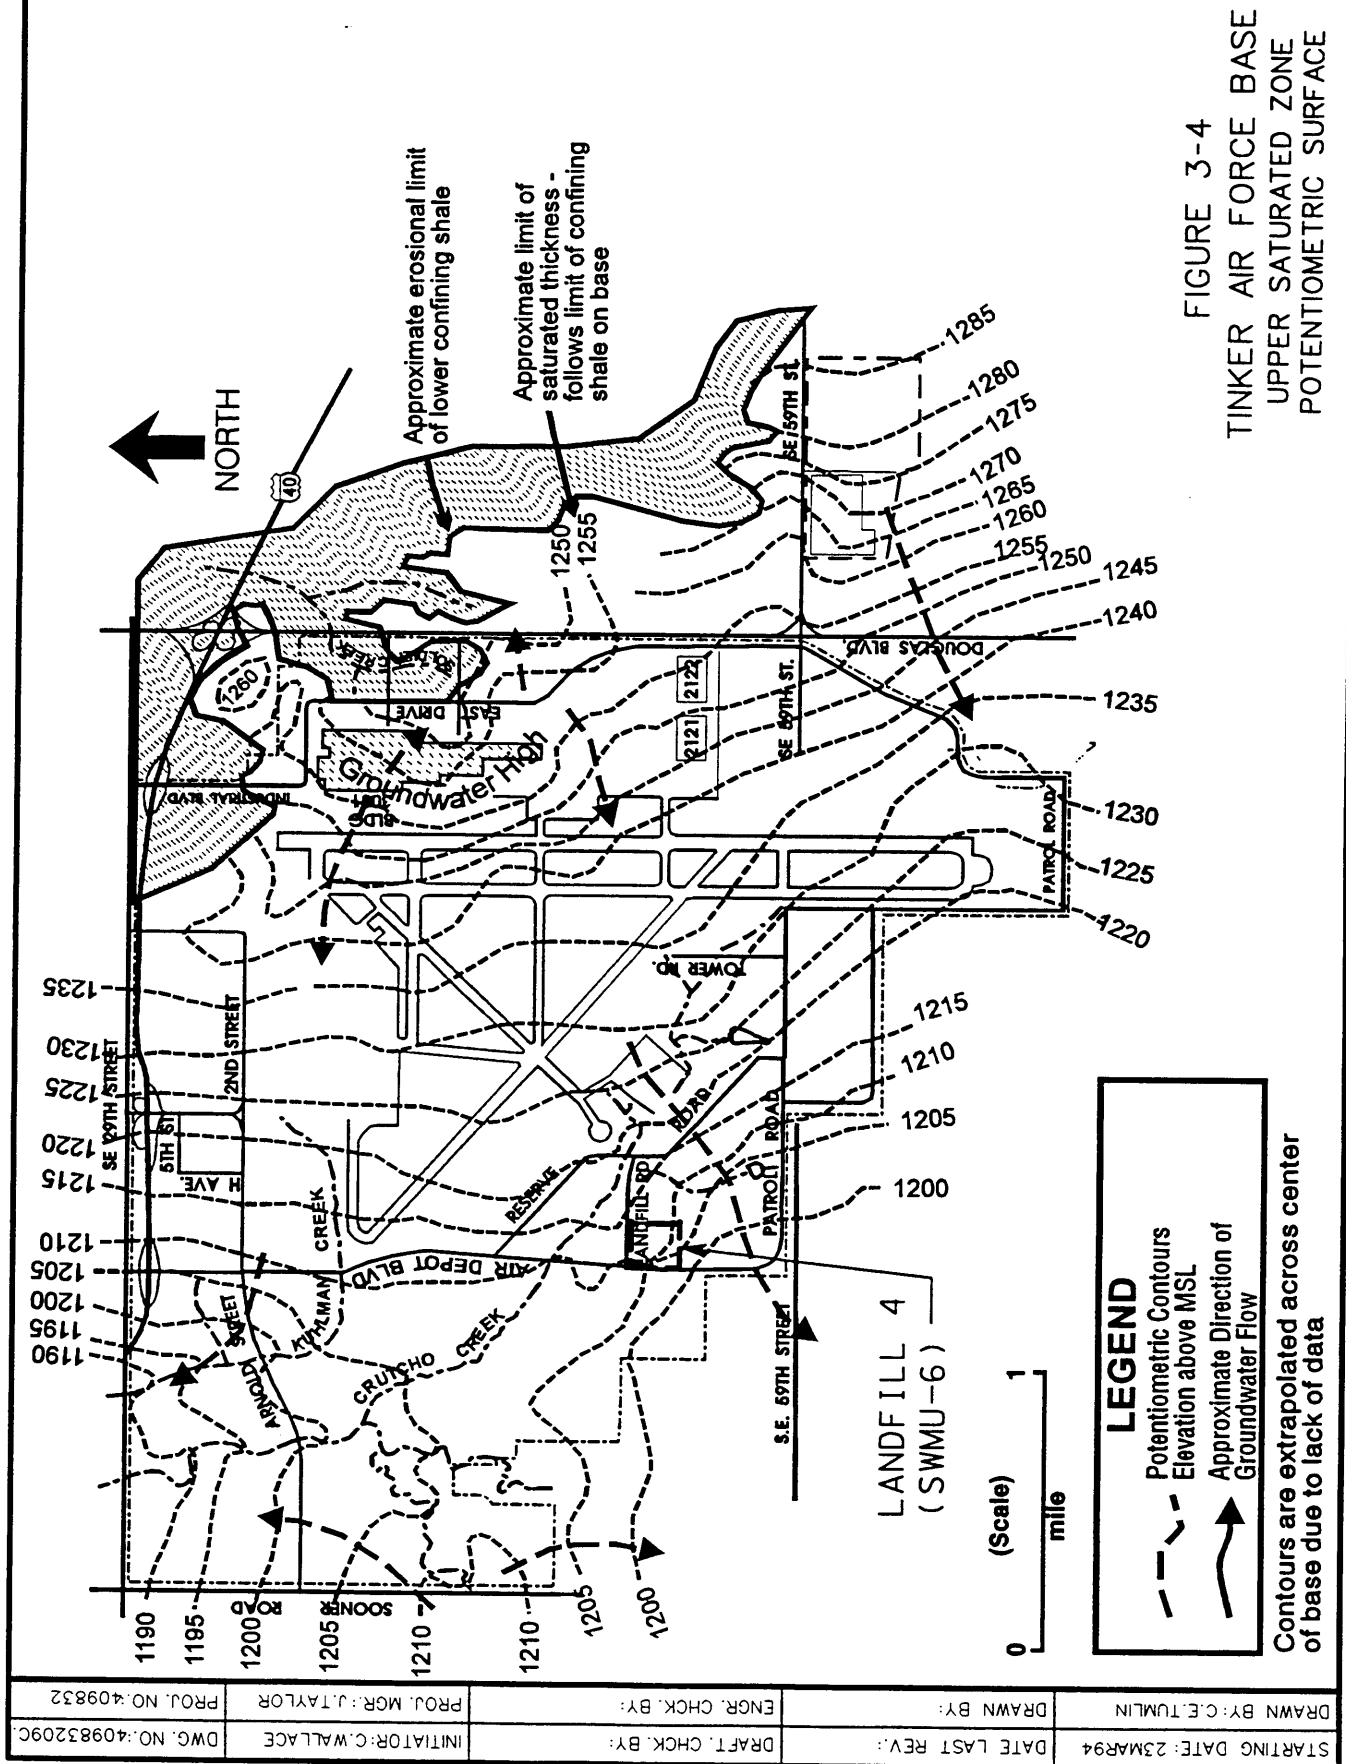 FIGURE 3-4
TINKER AIR FORCE BASE
UPPER SATURATED ZONE
POTENTIOMETRIC SURFACE
NORTH
40
Approximate erosional limit
of lower confining shale
Approximate limit of
saturated thickness -
follows limit of confining
shale on base
1250
1255
1285
1280
1275
1270
1265
1260
1255
1250
1245
1240
1235
1230
1225
1220
1215
1210
1205
1200
1235
1230
1225
1220
1215
1210
1205
1200
1195
1190
1190
1195
1200
1205
1210
1210
1205
1200
1260
SE 59TH ST.
SE 59TH ST.
DOUGLAS BLVD
EAST
DRIVE
INDUSTRIAL BLVD
Groundwater High
BLDG
2121
2122
PATROL ROAD
TOWER RD.
SE 29TH STREET
2ND STREET
5TH ST
H AVE.
KUHLMAN CREEK
RESERVE
ROAD
LANDFILL RD
PATROL ROAD
AIR DEPOT BLVD
ARNOLD STREET
CRUTCHO CREEK
S.E. 59TH STREET
SOONER ROAD
LANDFILL 4
(SWMU-6)
(Scale)
0 1
mile
LEGEND
Potentiometric Contours
Elevation above MSL
Approximate Direction of
Groundwater Flow
Contours are extrapolated across center
of base due to lack of data
STARTING DATE: 23MAR94
DATE LAST REV.:
DRAFT. CHCK. BY:
INITIATOR: C.WALLACE
DWG. NO.:409832O9C
DRAWN BY: C.E.TUMLIN
DRAWN BY:
ENGR. CHCK. BY:
PROJ. MGR.: J.TAYLOR
PROJ. NO.:409832